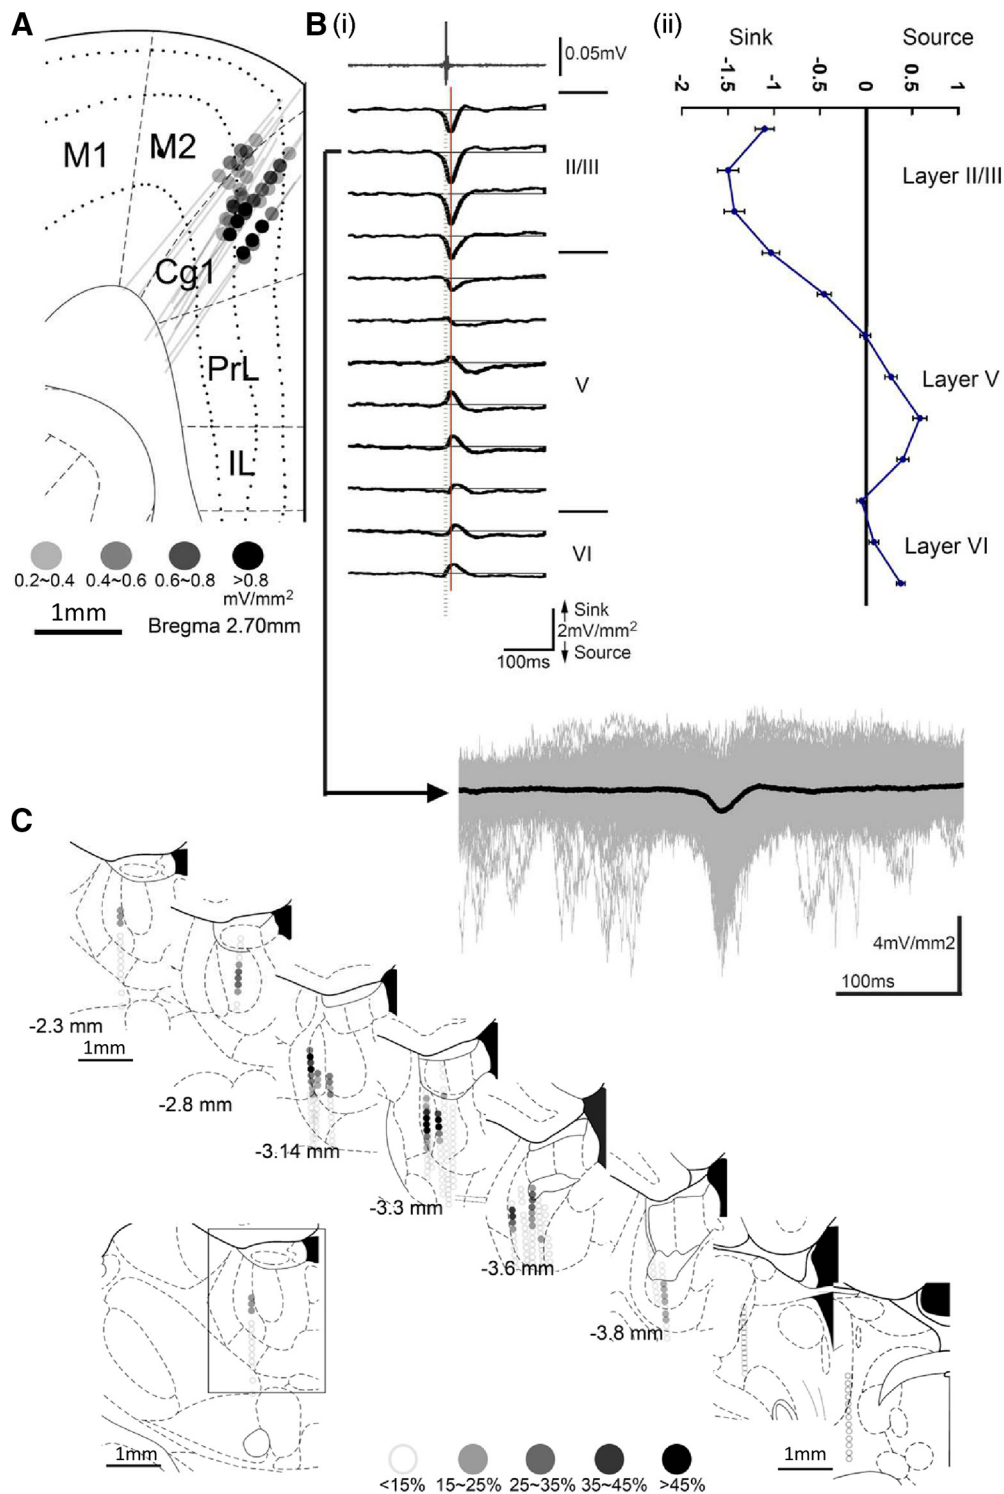 A
M1
M2
Cg1
PrL
IL
0.2~0.4
0.4~0.6
0.6~0.8
>0.8
mV/mm2
1mm
Bregma 2.70mm
B (i)
0.05mV
II/III
V
VI
Sink
2mV/mm2
Source
100ms
(ii)
Sink
Source
-2
-1.5
-1
-0.5
0
0.5
1
Layer II/III
Layer V
Layer VI
4mV/mm2
100ms
C
-2.3 mm
1mm
-2.8 mm
-3.14 mm
-3.3 mm
-3.6 mm
-3.8 mm
1mm
1mm
<15%
15~25%
25~35%
35~45%
>45%